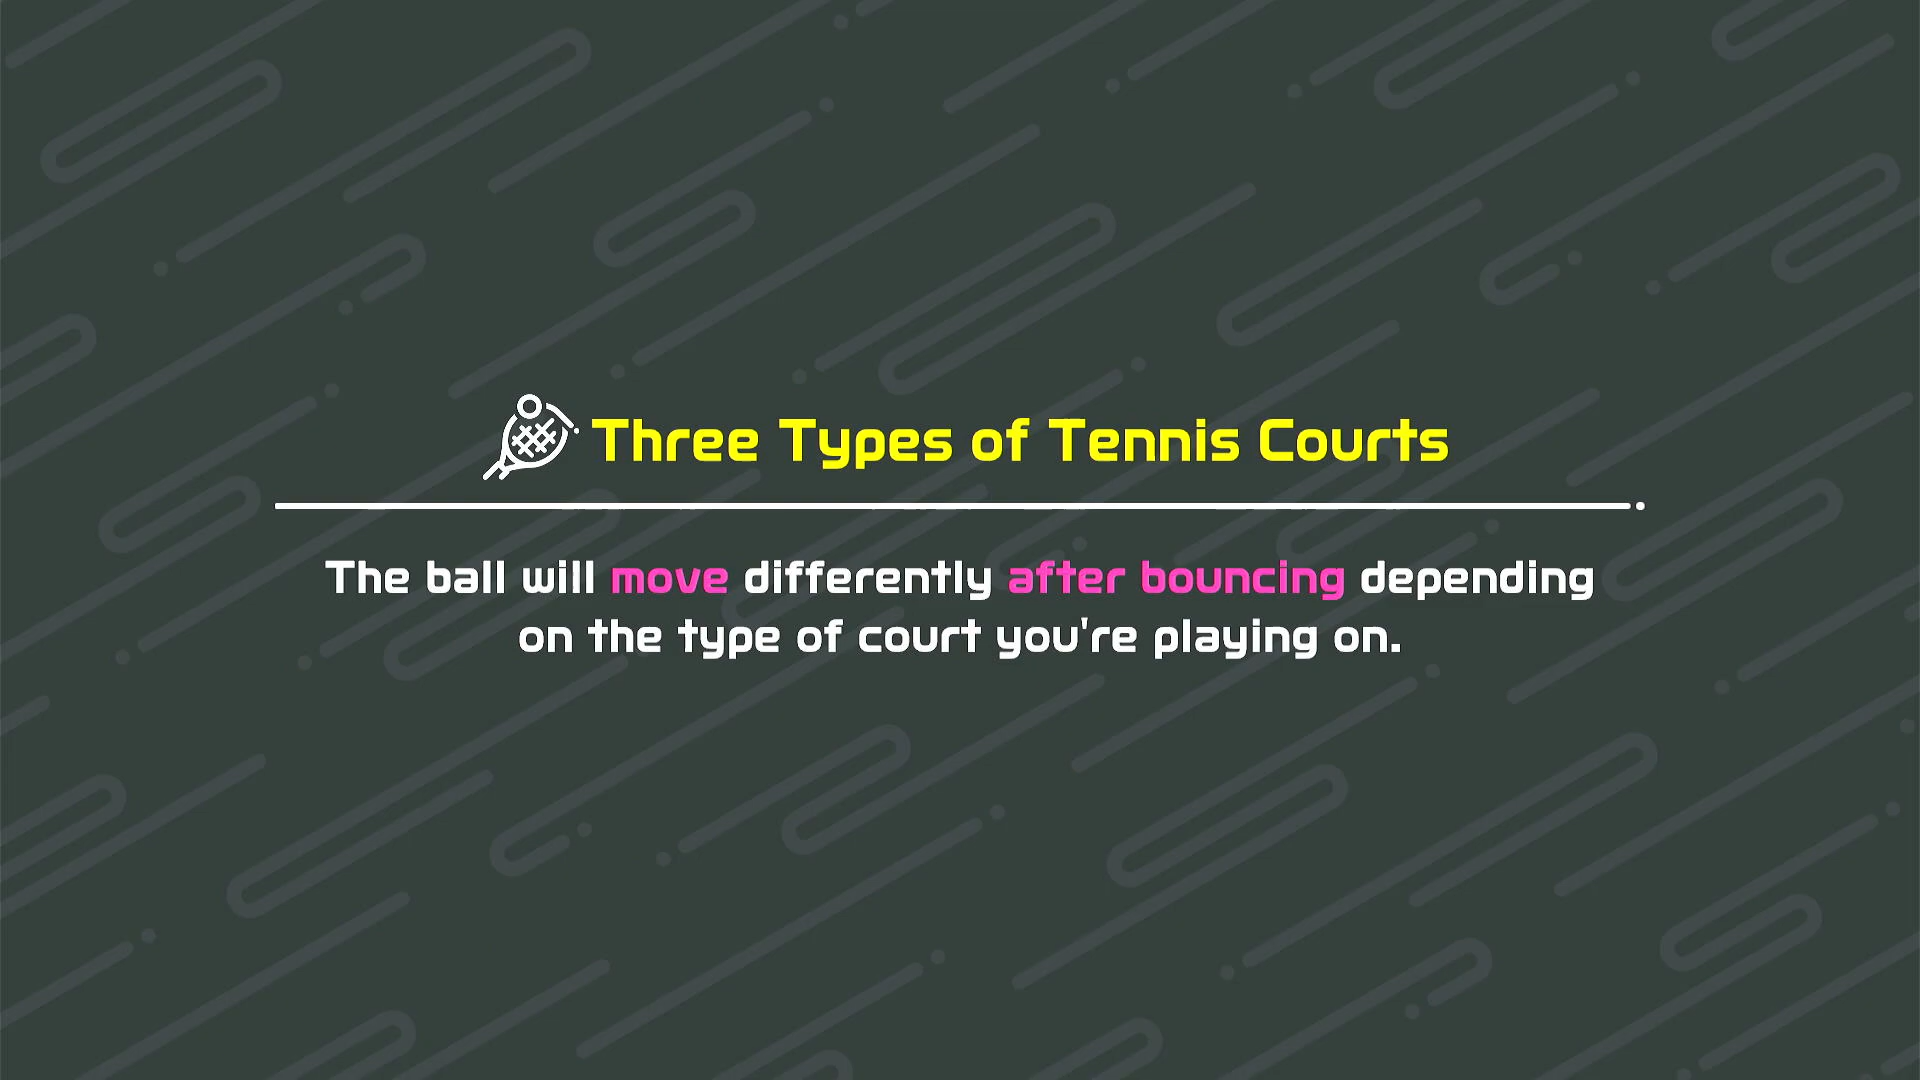 Three Types of Tennis Courts
The ball will move differently after bouncing depending
on the type of court you're playing on.